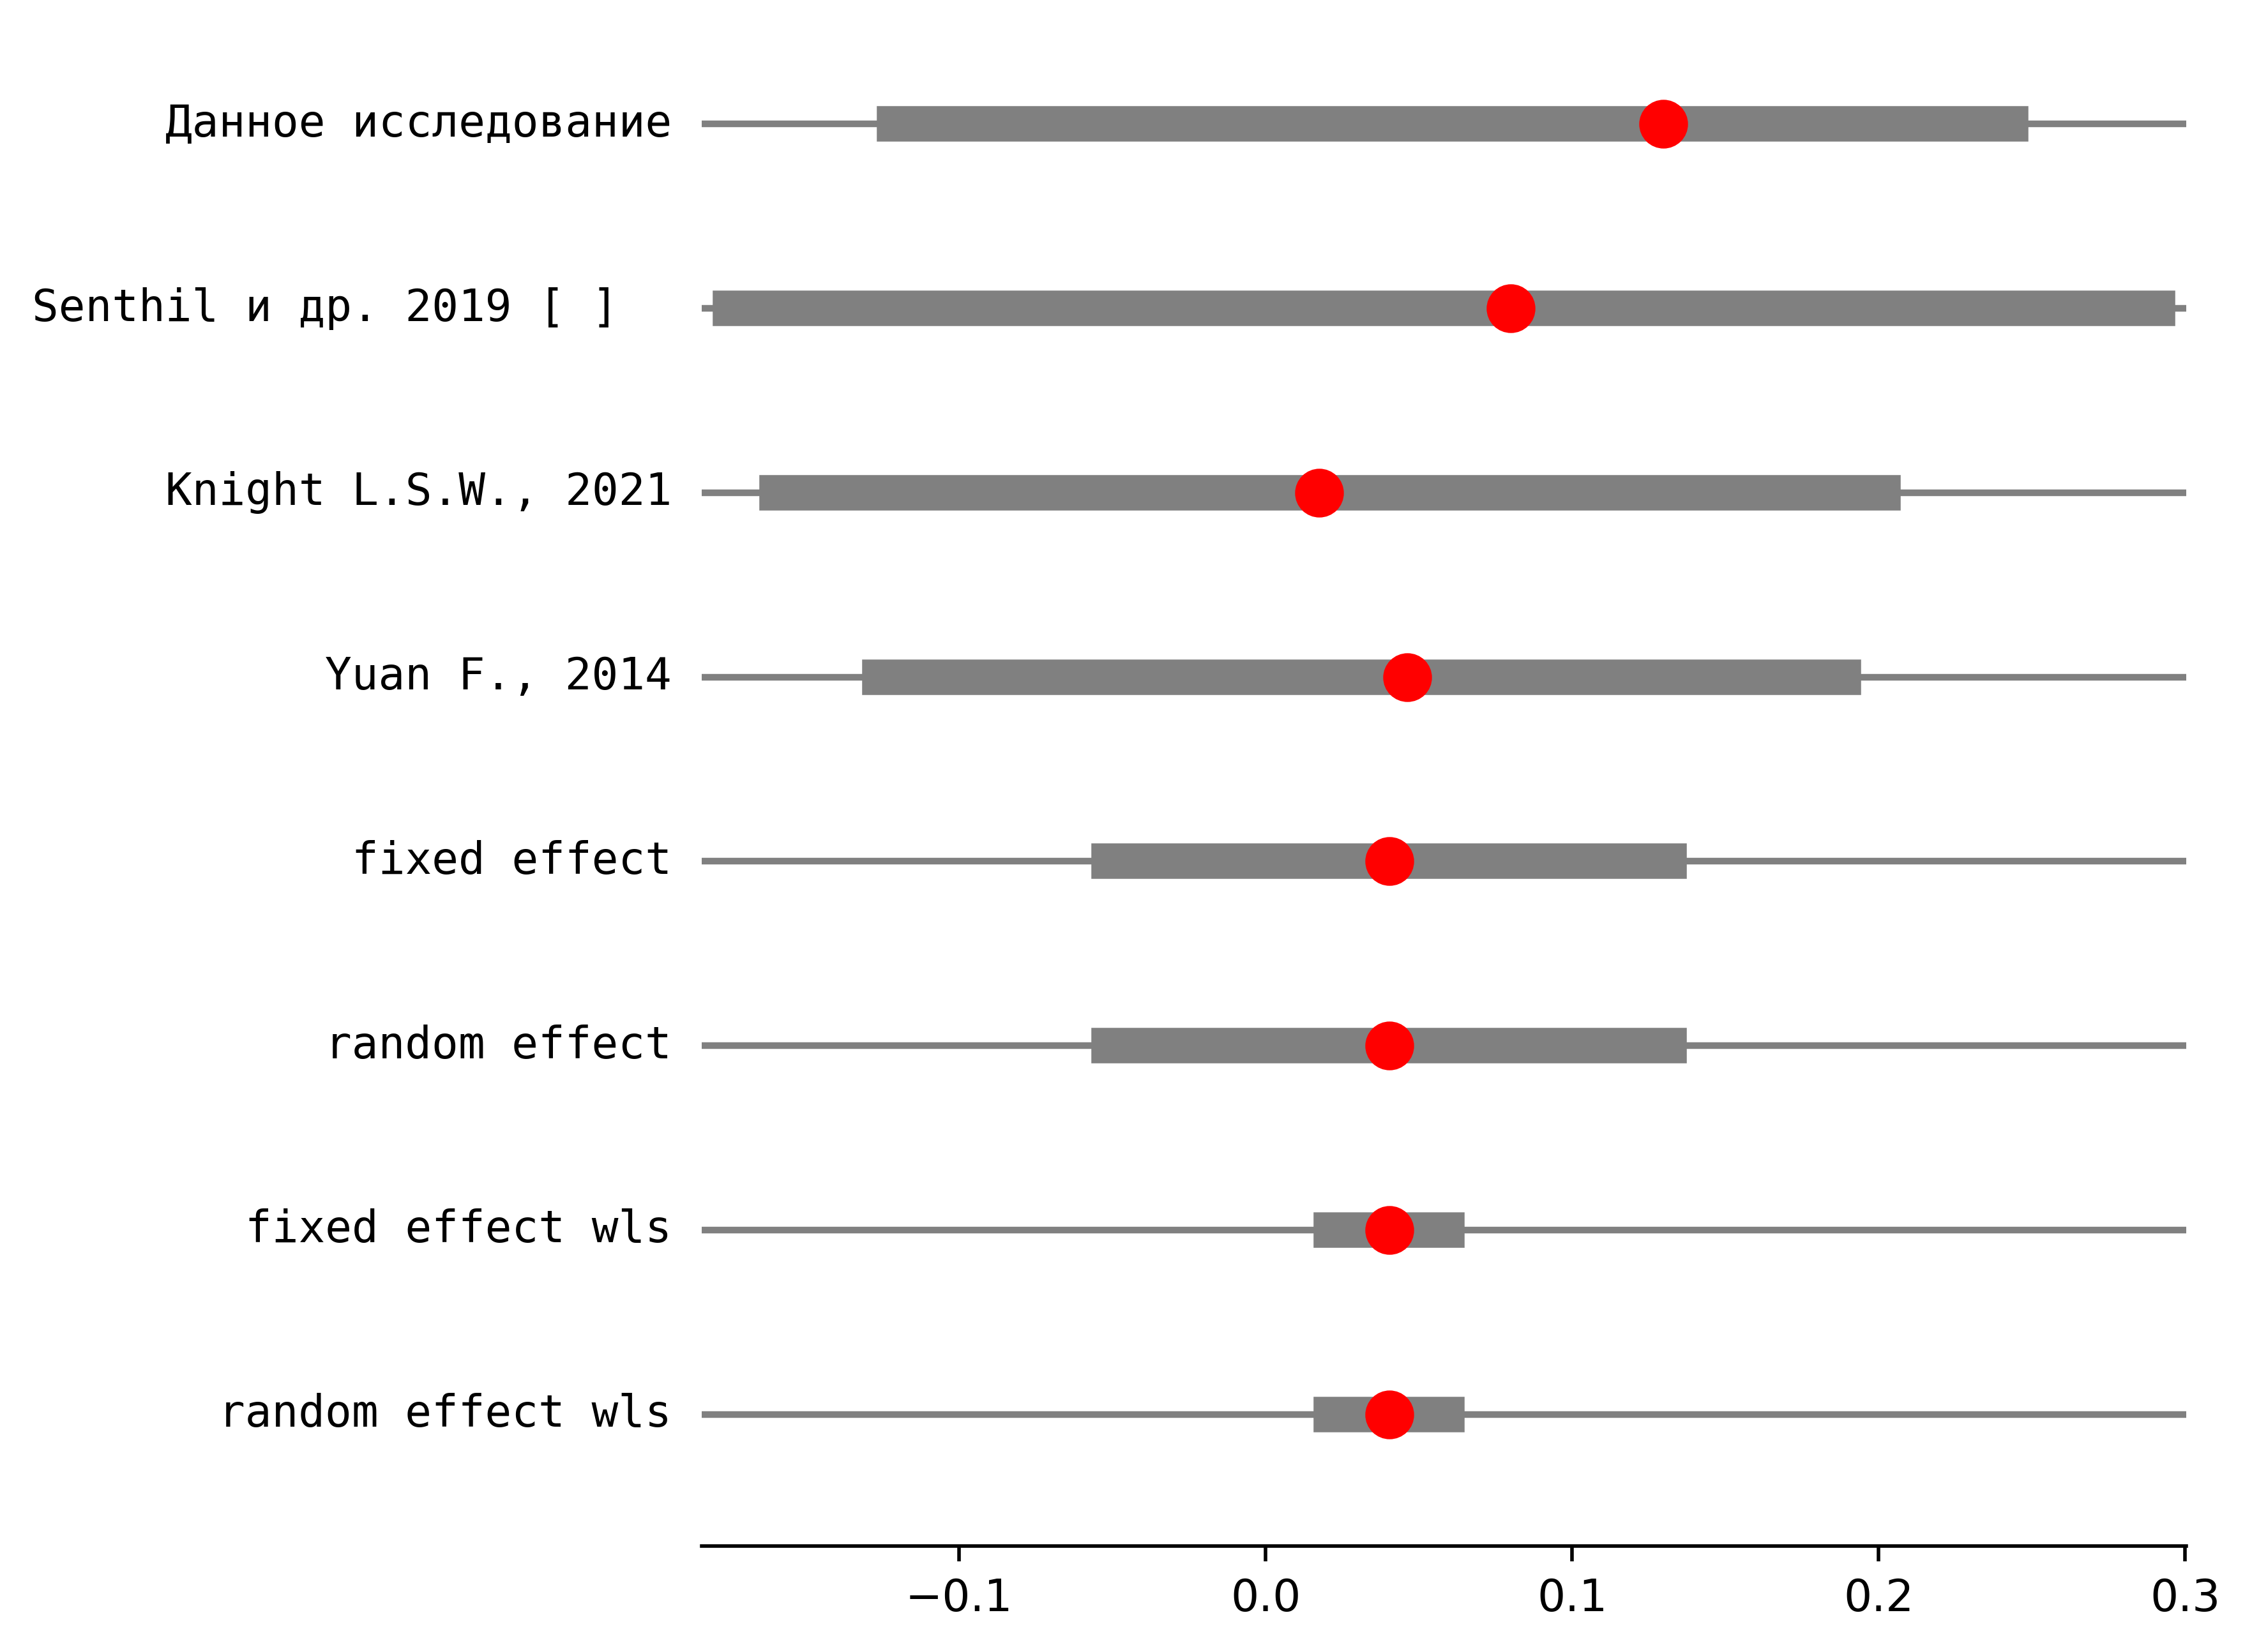 Данное исследование
Senthil и др. 2019 [ ]
Knight L.S.W., 2021
Yuan F., 2014
fixed effect
random effect
fixed effect wls
random effect wls
−0.1 0.0 0.1 0.2 0.3